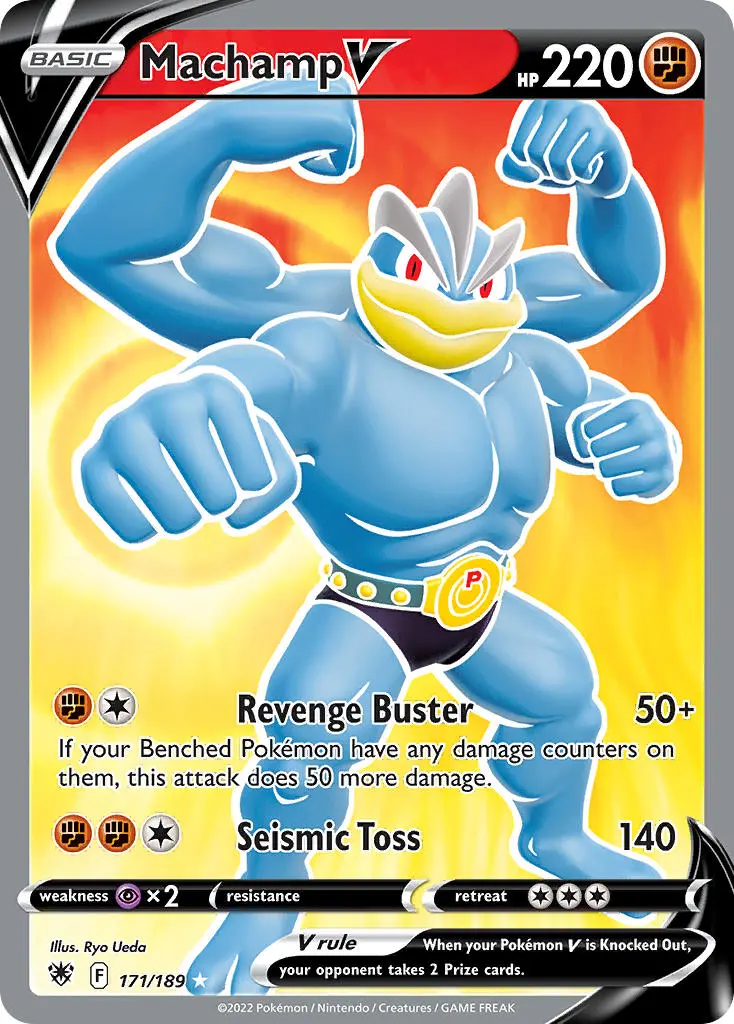 BASIC Machamp V HP 220
P
Revenge Buster 50+
If your Benched Pokémon have any damage counters on
them, this attack does 50 more damage.
Seismic Toss 140
weakness ×2 resistance retreat
Illus. Ryo Ueda
V rule When your Pokémon V is Knocked Out,
your opponent takes 2 Prize cards.
F 171/189
©2022 Pokémon / Nintendo / Creatures / GAME FREAK